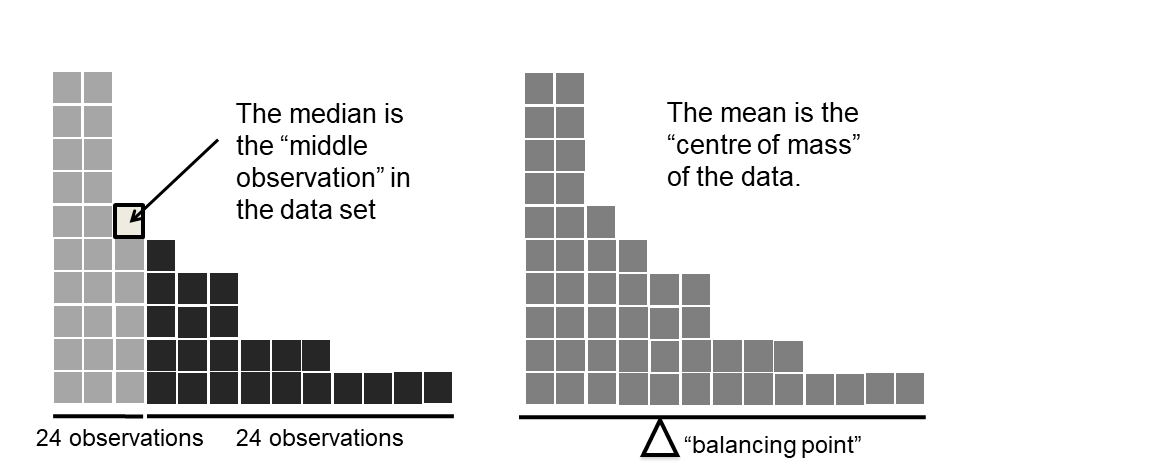 The median is
the “middle
observation” in
the data set
24 observations
24 observations
The mean is the
“centre of mass”
of the data.
“balancing point”